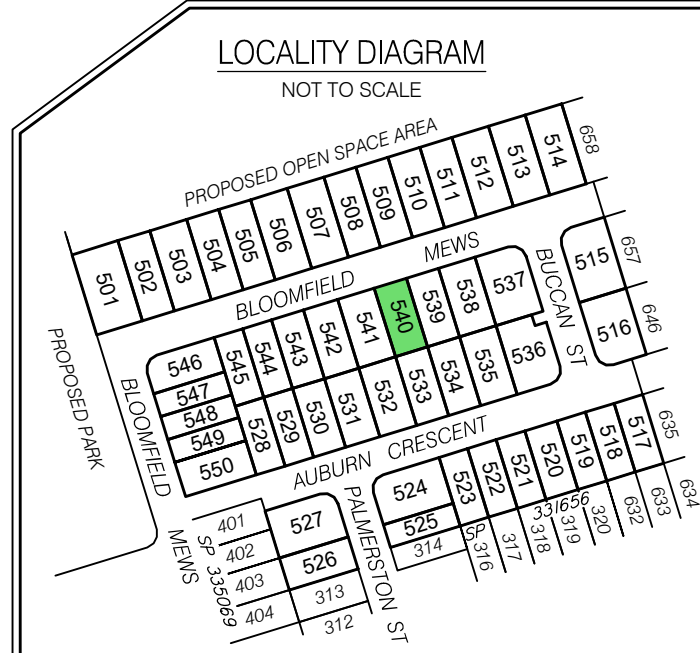 LOCALITY DIAGRAM
NOT TO SCALE
PROPOSED OPEN SPACE AREA
501 502 503 504 505 506 507 508 509 510 511 512 513 514 658
BLOOMFIELD MEWS
PROPOSED PARK
BLOOMFIELD
MEWS
BUCCAN ST
515 657
516 646
546 545 544 543 542 541 540 539 538 537
547
548
549
550
528 529 530 531 532 533 534 535 536
AUBURN CRESCENT
PALMERSTON ST
401
402
403
404
SP 335069
527
526
313
312
524
525
314
523 522 521 520 519 518 517 635
SP 331656
316 317 318 319 320 632 633 634